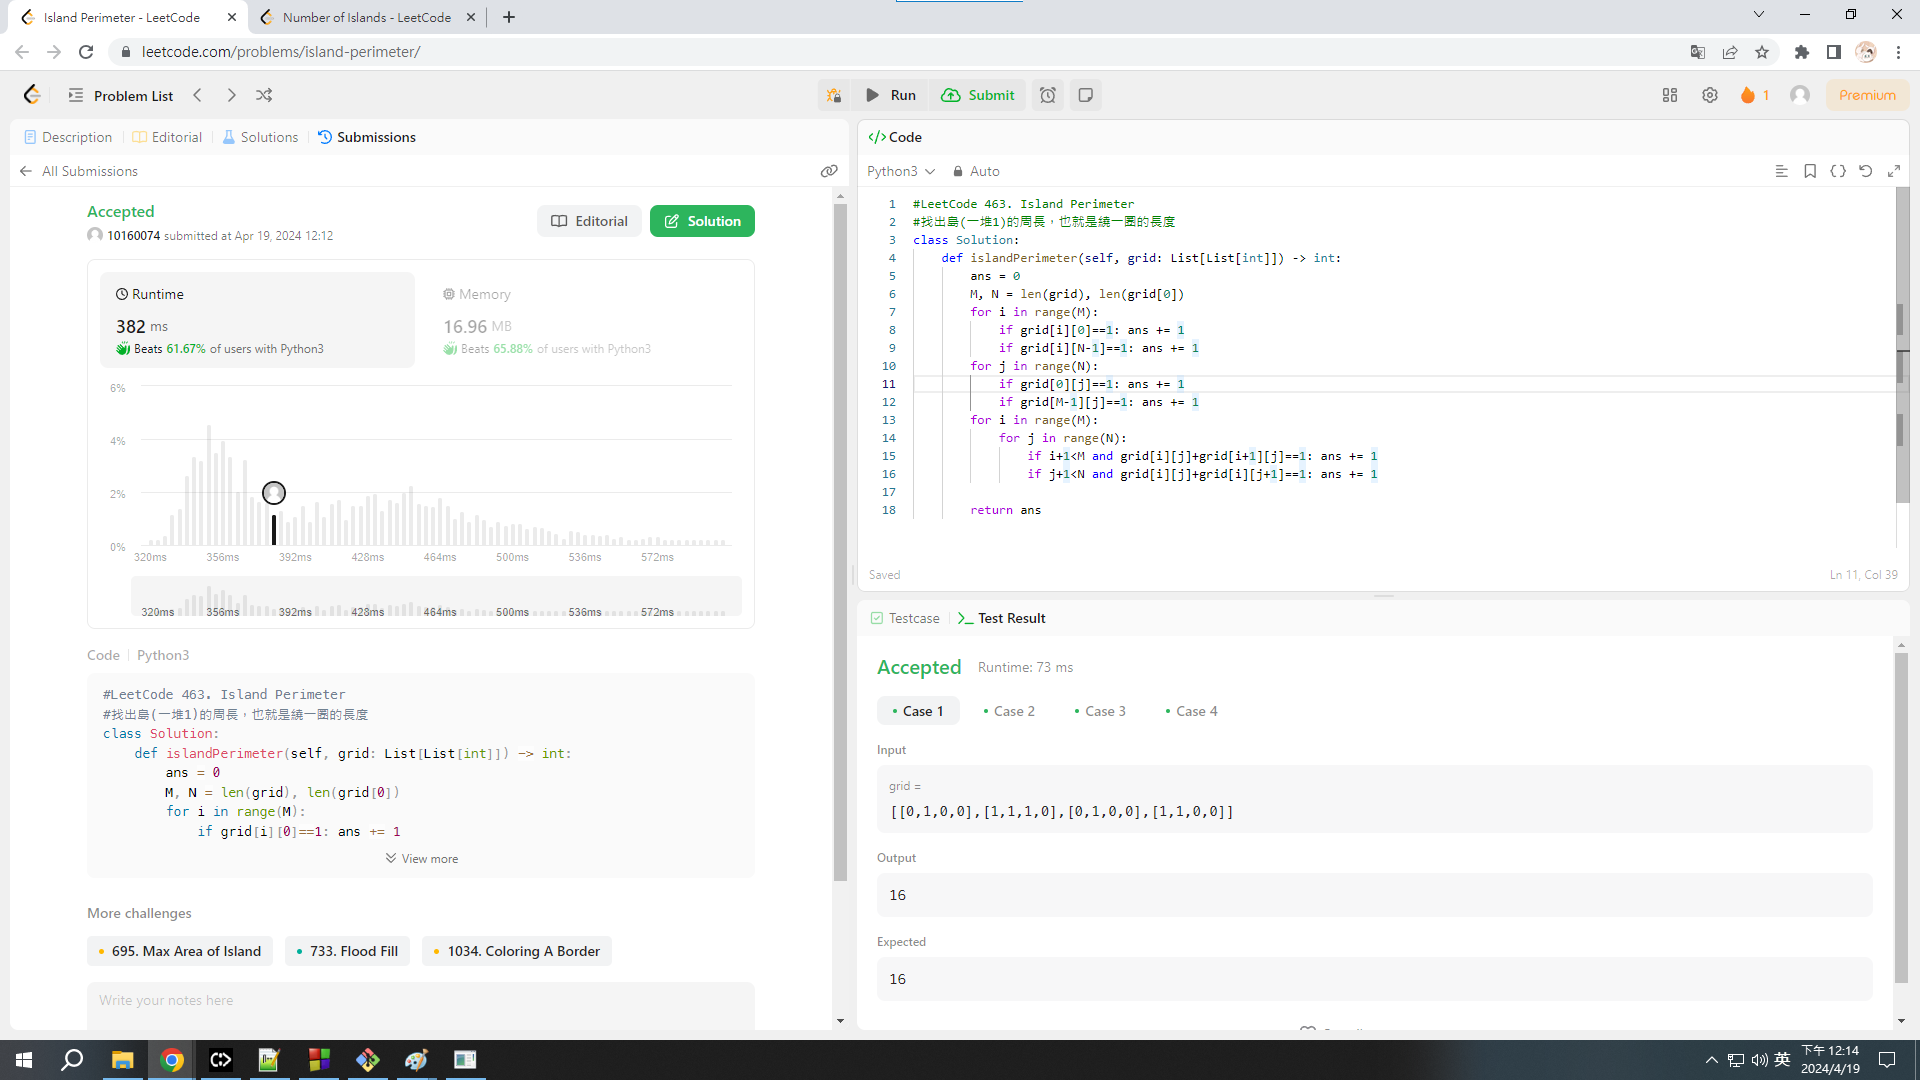 Island Perimeter - LeetCode
Number of Islands - LeetCode
leetcode.com/problems/island-perimeter/
Problem List
Run
Submit
1
Premium
Description
Editorial
Solutions
Submissions
All Submissions
Accepted
10160074 submitted at Apr 19, 2024 12:12
Editorial
Solution
Runtime
382 ms
Beats 61.67% of users with Python3
Memory
16.96 MB
Beats 65.88% of users with Python3
6%
4%
2%
0%
320ms 356ms 392ms 428ms 464ms 500ms 536ms 572ms
320ms 356ms 392ms 428ms 464ms 500ms 536ms 572ms
Code | Python3
#LeetCode 463. Island Perimeter
#找出島(一堆1)的周長，也就是繞一圈的長度
class Solution:
    def islandPerimeter(self, grid: List[List[int]]) -> int:
        ans = 0
        M, N = len(grid), len(grid[0])
        for i in range(M):
            if grid[i][0]==1: ans += 1
View more
More challenges
695. Max Area of Island
733. Flood Fill
1034. Coloring A Border
Write your notes here
</> Code
Python3
Auto
1 #LeetCode 463. Island Perimeter
2 #找出島(一堆1)的周長，也就是繞一圈的長度
3 class Solution:
4     def islandPerimeter(self, grid: List[List[int]]) -> int:
5         ans = 0
6         M, N = len(grid), len(grid[0])
7         for i in range(M):
8             if grid[i][0]==1: ans += 1
9             if grid[i][N-1]==1: ans += 1
10         for j in range(N):
11             if grid[0][j]==1: ans += 1
12             if grid[M-1][j]==1: ans += 1
13         for i in range(M):
14             for j in range(N):
15                 if i+1<M and grid[i][j]+grid[i+1][j]==1: ans += 1
16                 if j+1<N and grid[i][j]+grid[i][j+1]==1: ans += 1
17
18         return ans
Saved
Ln 11, Col 39
Testcase
Test Result
Accepted
Runtime: 73 ms
Case 1
Case 2
Case 3
Case 4
Input
grid =
[[0,1,0,0],[1,1,1,0],[0,1,0,0],[1,1,0,0]]
Output
16
Expected
16
英
下午 12:14
2024/4/19